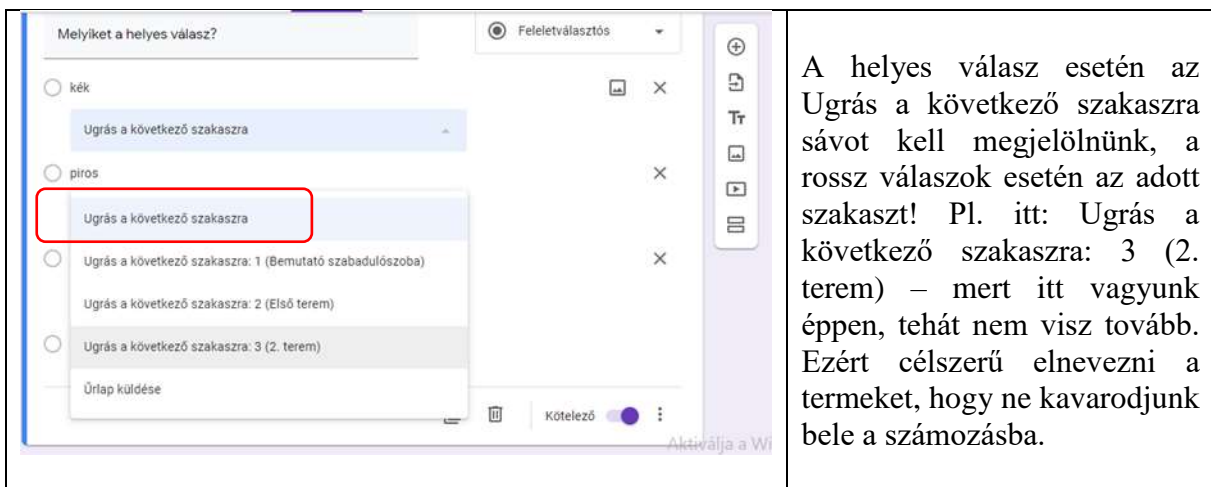 Melyiket a helyes válasz?
Feleletválasztós
kék
Ugrás a következő szakaszra
piros
Ugrás a következő szakaszra
Ugrás a következő szakaszra: 1 (Bemutató szabadulószoba)
Ugrás a következő szakaszra: 2 (Első terem)
Ugrás a következő szakaszra: 3 (2. terem)
Űrlap küldése
Kötelező
Aktiválja a Wi
Tт
A helyes válasz esetén az
Ugrás a következő szakaszra
sávot kell megjelölnünk, a
rossz válaszok esetén az adott
szakaszt! Pl. itt: Ugrás a
következő szakaszra: 3 (2.
terem) – mert itt vagyunk
éppen, tehát nem visz tovább.
Ezért célszerű elnevezni a
termeket, hogy ne kavarodjunk
bele a számozásba.